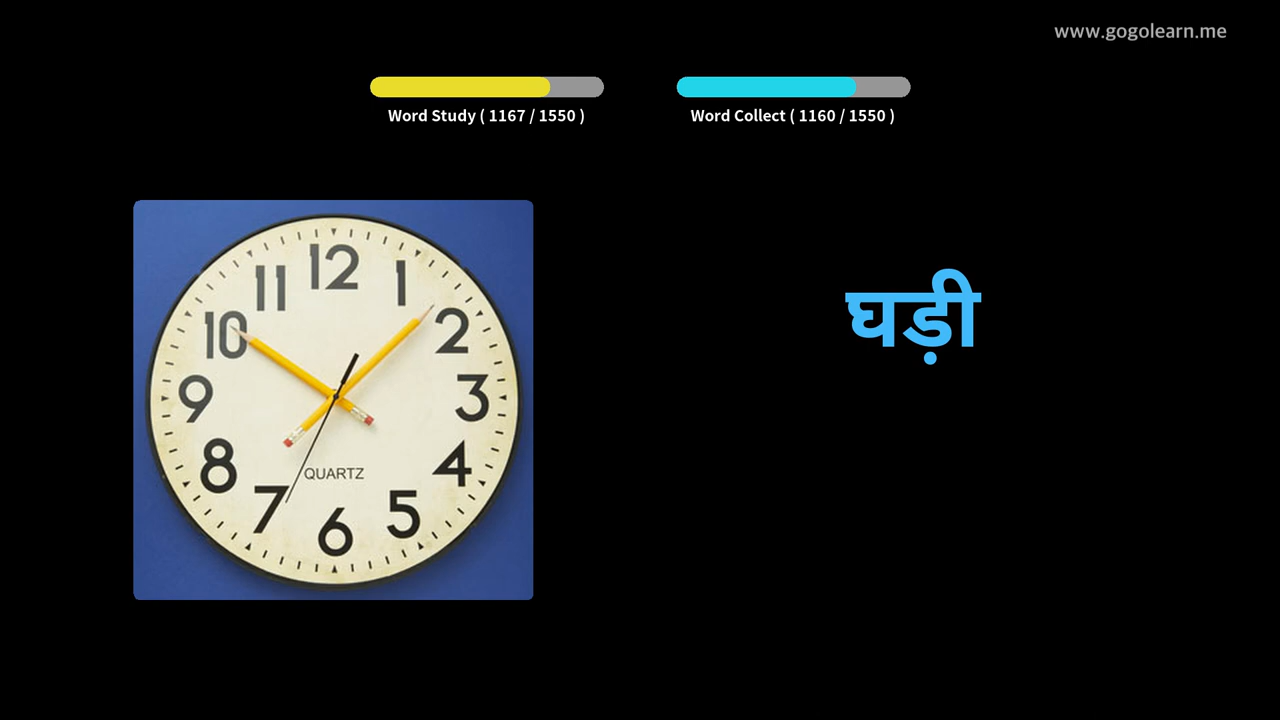 www.gogolearn.me
Word Study ( 1167 / 1550 )
Word Collect ( 1160 / 1550 )
12
11
1
10
2
9
3
8
4
QUARTZ
7
5
6
घड़ी